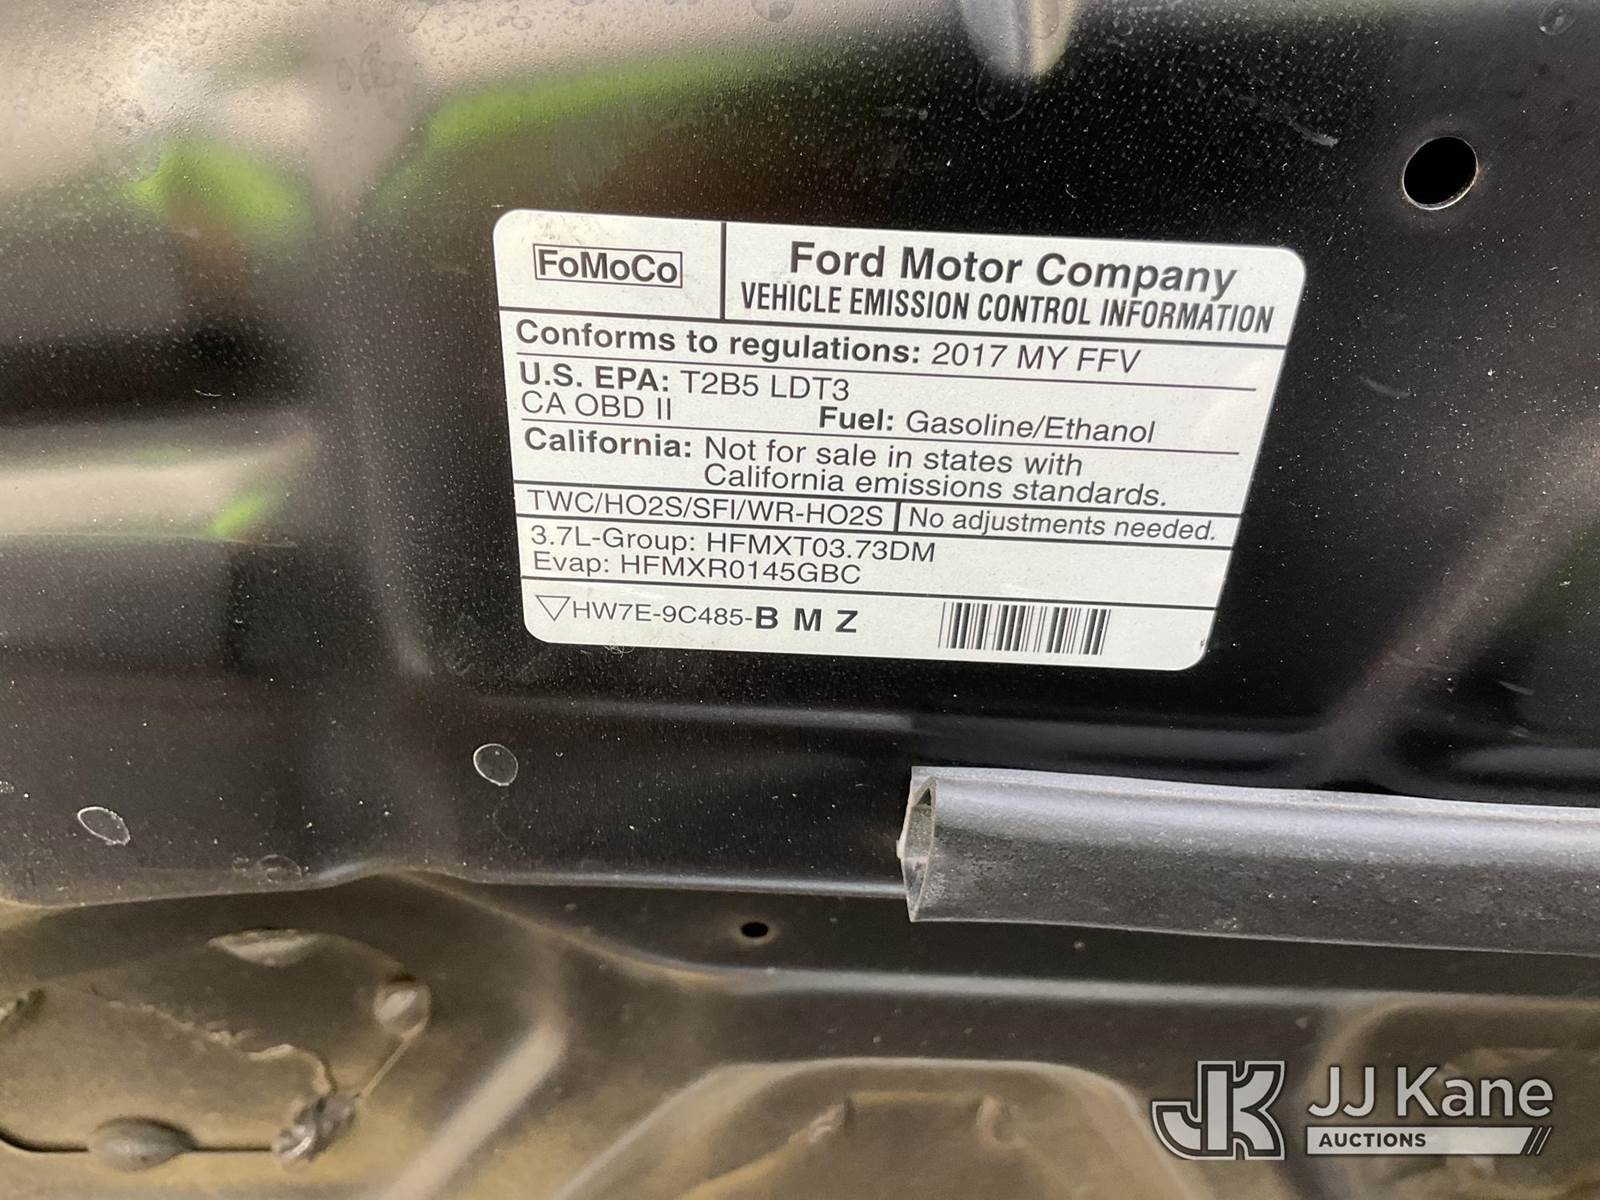 FoMoCo
Ford Motor Company
VEHICLE EMISSION CONTROL INFORMATION
Conforms to regulations: 2017 MY FFV
U.S. EPA: T2B5 LDT3
CA OBD II Fuel: Gasoline/Ethanol
California: Not for sale in states with
California emissions standards.
TWC/HO2S/SFI/WR-HO2S No adjustments needed.
3.7L-Group: HFMXT03.73DM
Evap: HFMXR0145GBC
HW7E-9C485-B M Z
JK JJ Kane
AUCTIONS